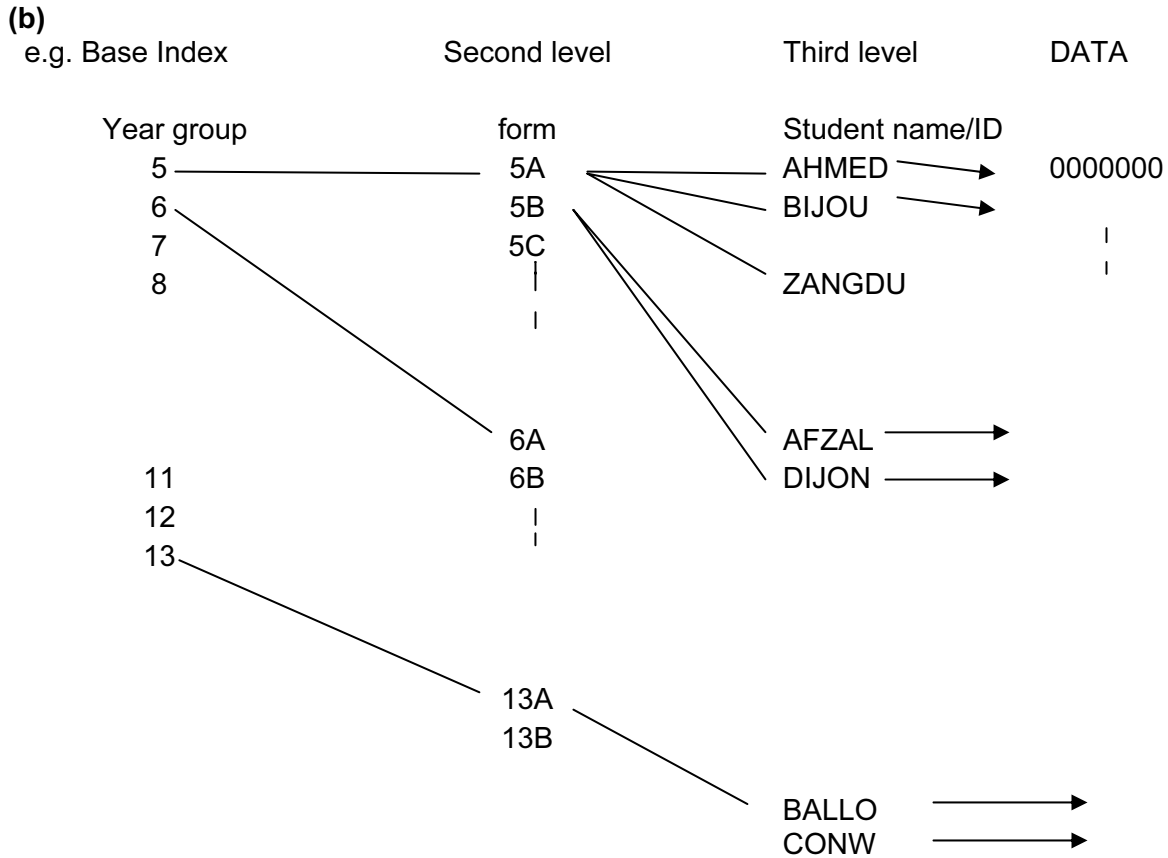 (b)
e.g. Base Index Second level Third level DATA
Year group form Student name/ID
5 5A AHMED 0000000
6 5B BIJOU
7 5C
8 ZANGDU
6A AFZAL
11 6B DIJON
12
13
13A
13B
BALLO
CONW